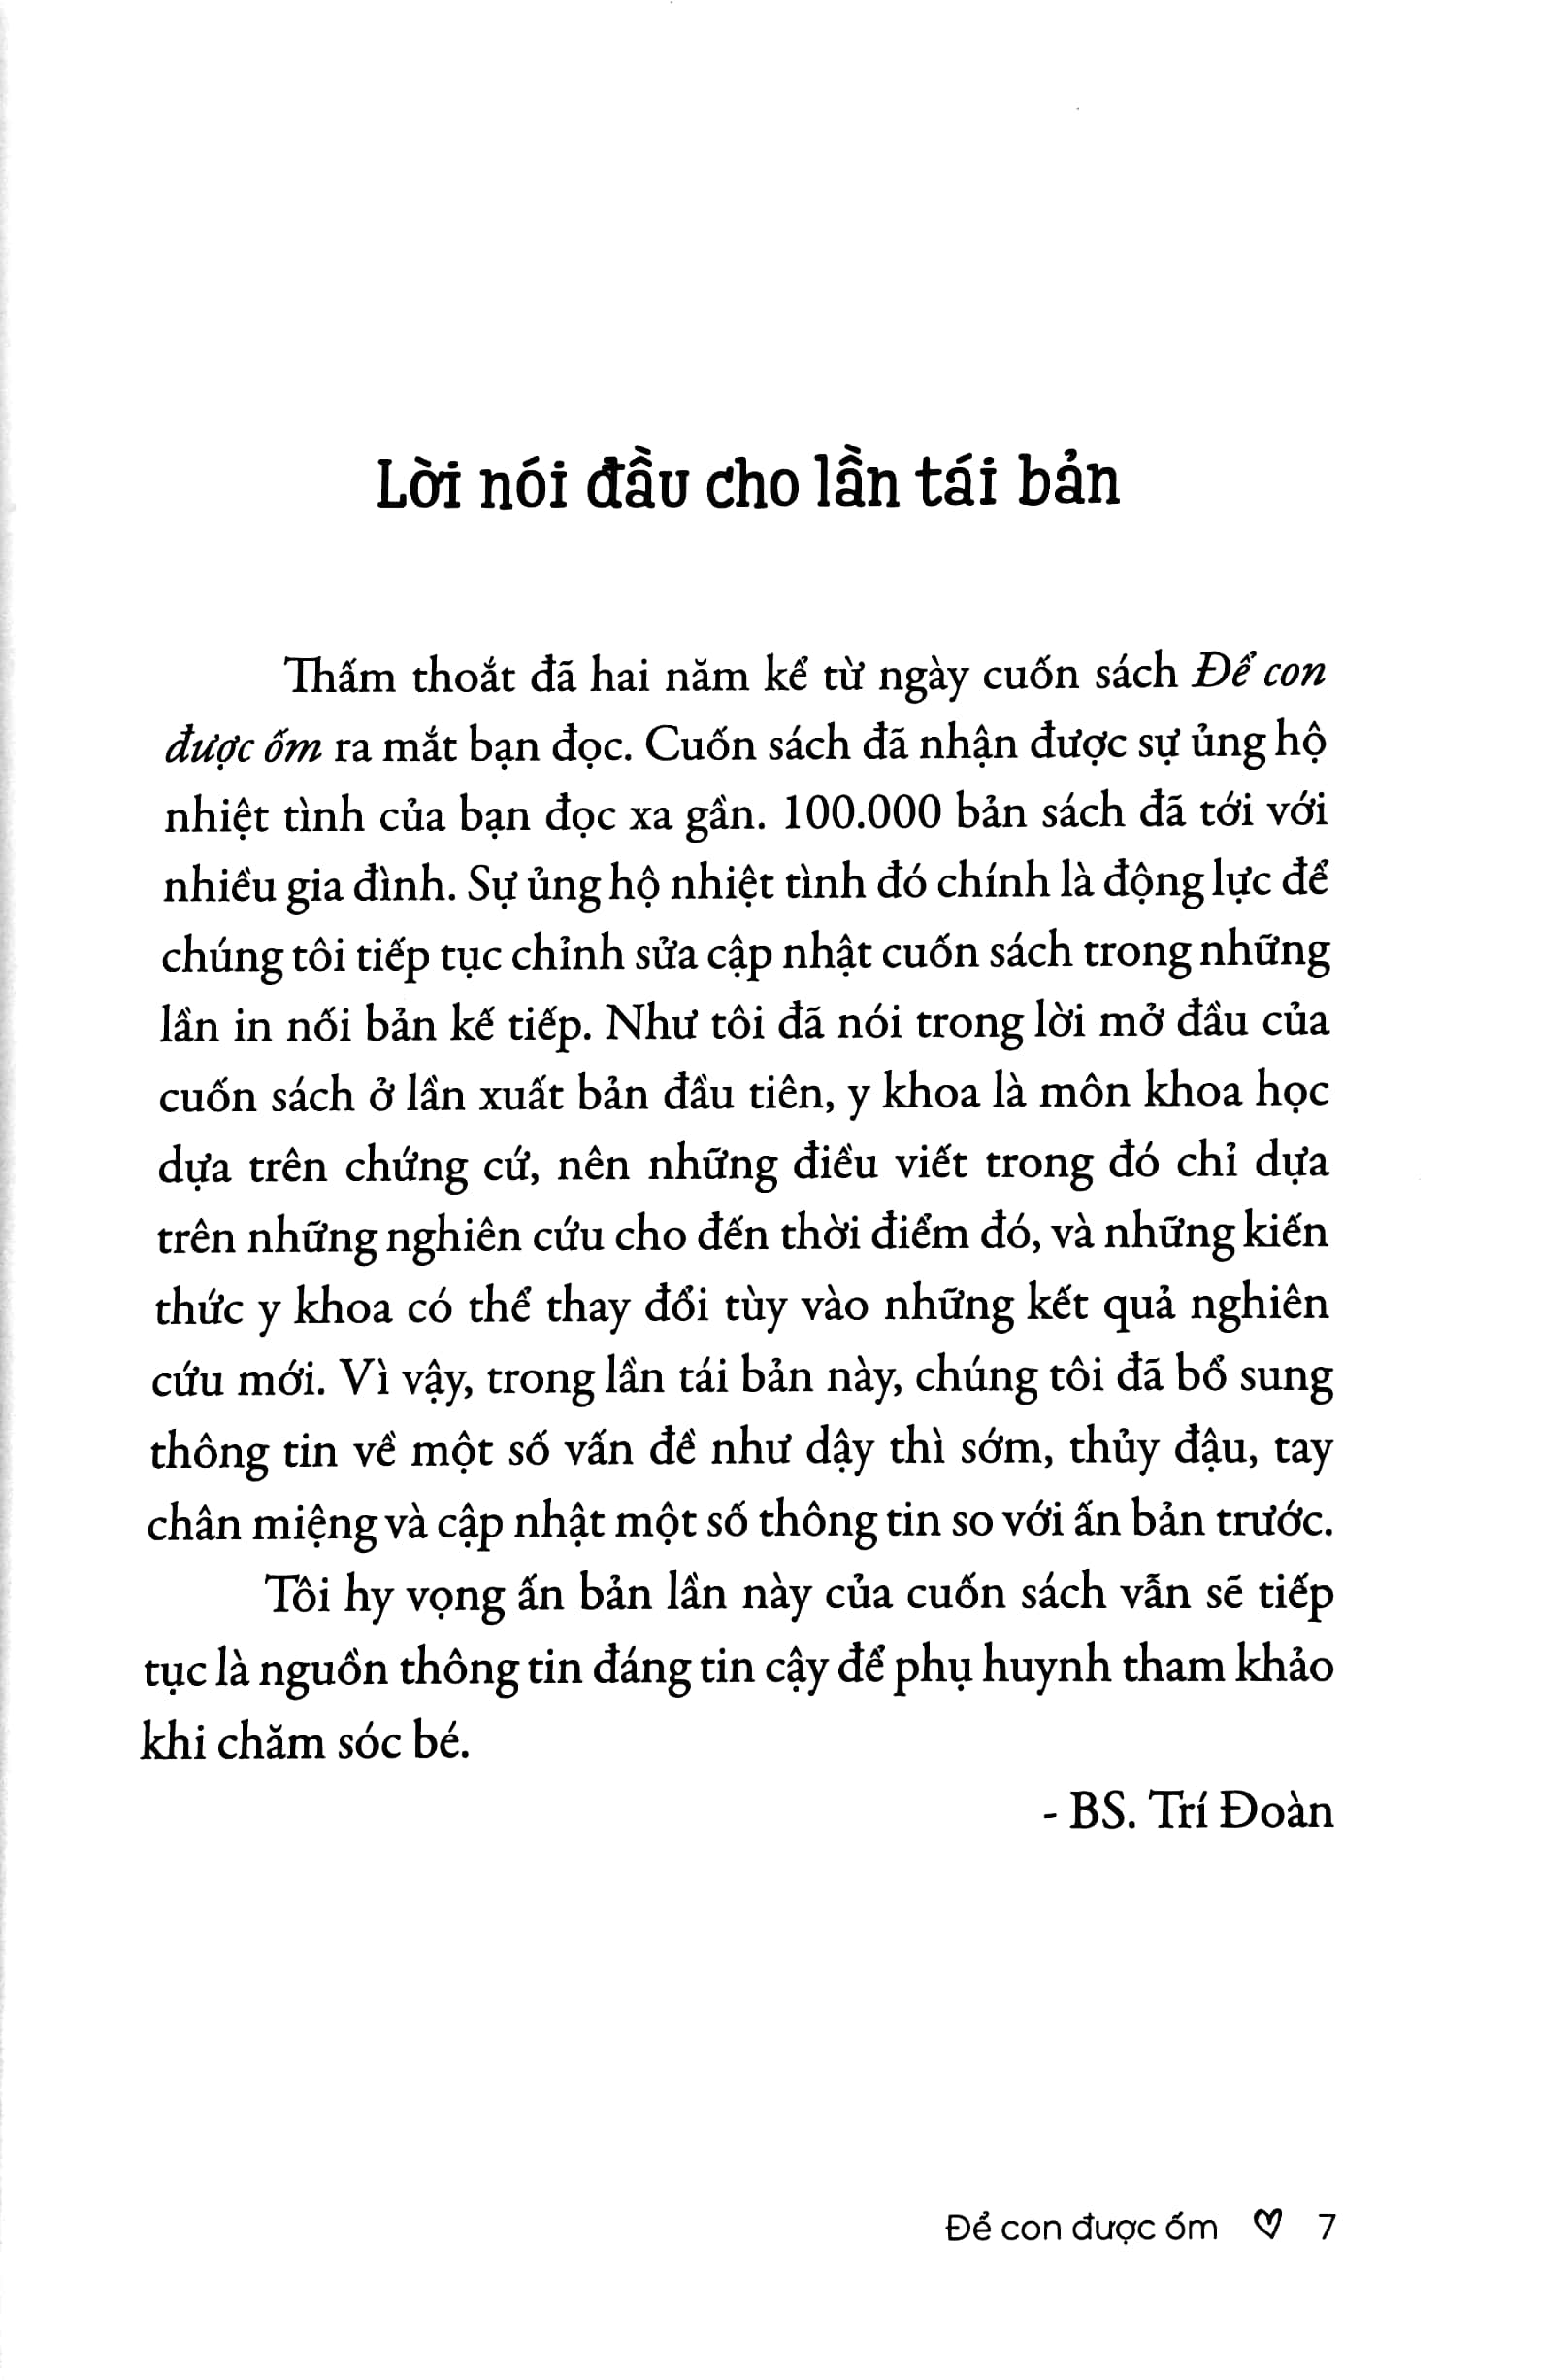 Lời nói đầu cho lần tái bản
Thấm thoắt đã hai năm kể từ ngày cuốn sách Để con
được ốm ra mắt bạn đọc. Cuốn sách đã nhận được sự ủng hộ
nhiệt tình của bạn đọc xa gần. 100.000 bản sách đã tới với
nhiều gia đình. Sự ủng hộ nhiệt tình đó chính là động lực để
chúng tôi tiếp tục chỉnh sửa cập nhật cuốn sách trong những
lần in nối bản kế tiếp. Như tôi đã nói trong lời mở đầu của
cuốn sách ở lần xuất bản đầu tiên, y khoa là môn khoa học
dựa trên chứng cứ, nên những điều viết trong đó chỉ dựa
trên những nghiên cứu cho đến thời điểm đó, và những kiến
thức y khoa có thể thay đổi tùy vào những kết quả nghiên
cứu mới. Vì vậy, trong lần tái bản này, chúng tôi đã bổ sung
thông tin về một số vấn đề như dậy thì sớm, thủy đậu, tay
chân miệng và cập nhật một số thông tin so với ấn bản trước.
Tôi hy vọng ấn bản lần này của cuốn sách vẫn sẽ tiếp
tục là nguồn thông tin đáng tin cậy để phụ huynh tham khảo
khi chăm sóc bé.
- BS. Trí Đoàn
Để con được ốm ♡ 7